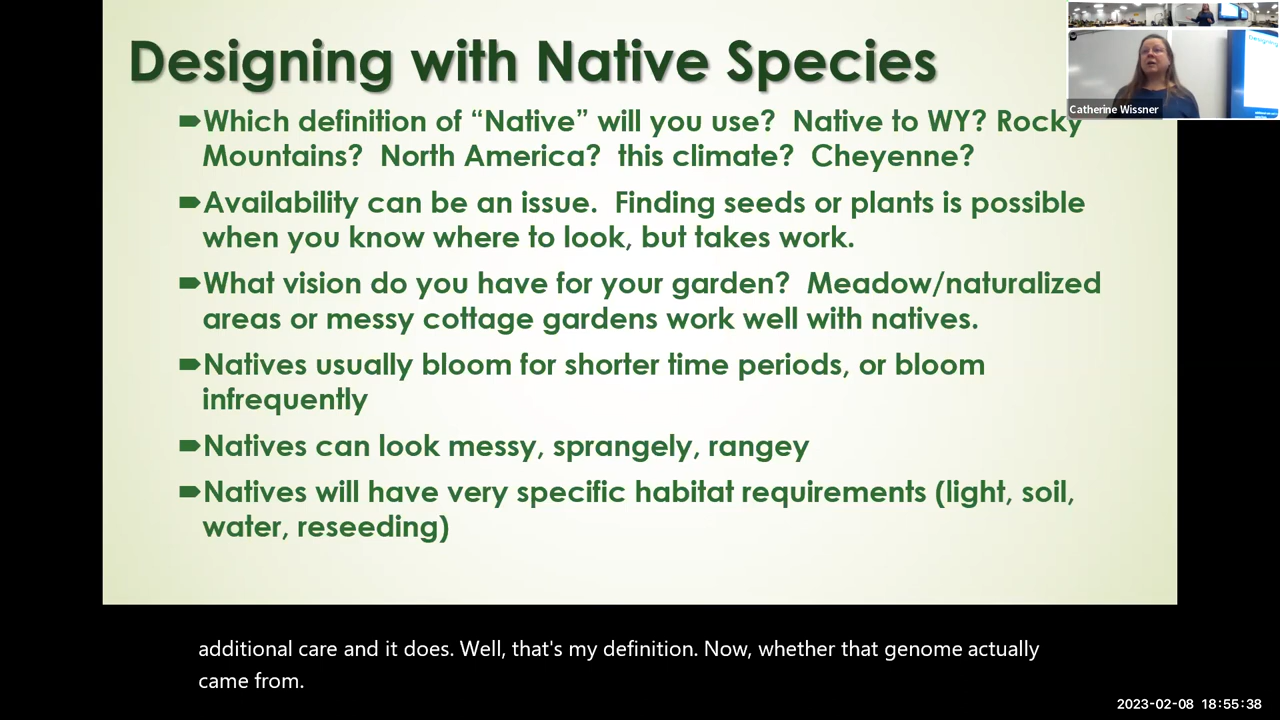 Designing with Native Species
Which definition of “Native” will you use? Native to WY? Rocky
Mountains? North America? this climate? Cheyenne?
Availability can be an issue. Finding seeds or plants is possible
when you know where to look, but takes work.
What vision do you have for your garden? Meadow/naturalized
areas or messy cottage gardens work well with natives.
Natives usually bloom for shorter time periods, or bloom
infrequently
Natives can look messy, sprangely, rangey
Natives will have very specific habitat requirements (light, soil,
water, reseeding)
Catherine Wissner
additional care and it does. Well, that's my definition. Now, whether that genome actually
came from.
2023-02-08 18:55:38